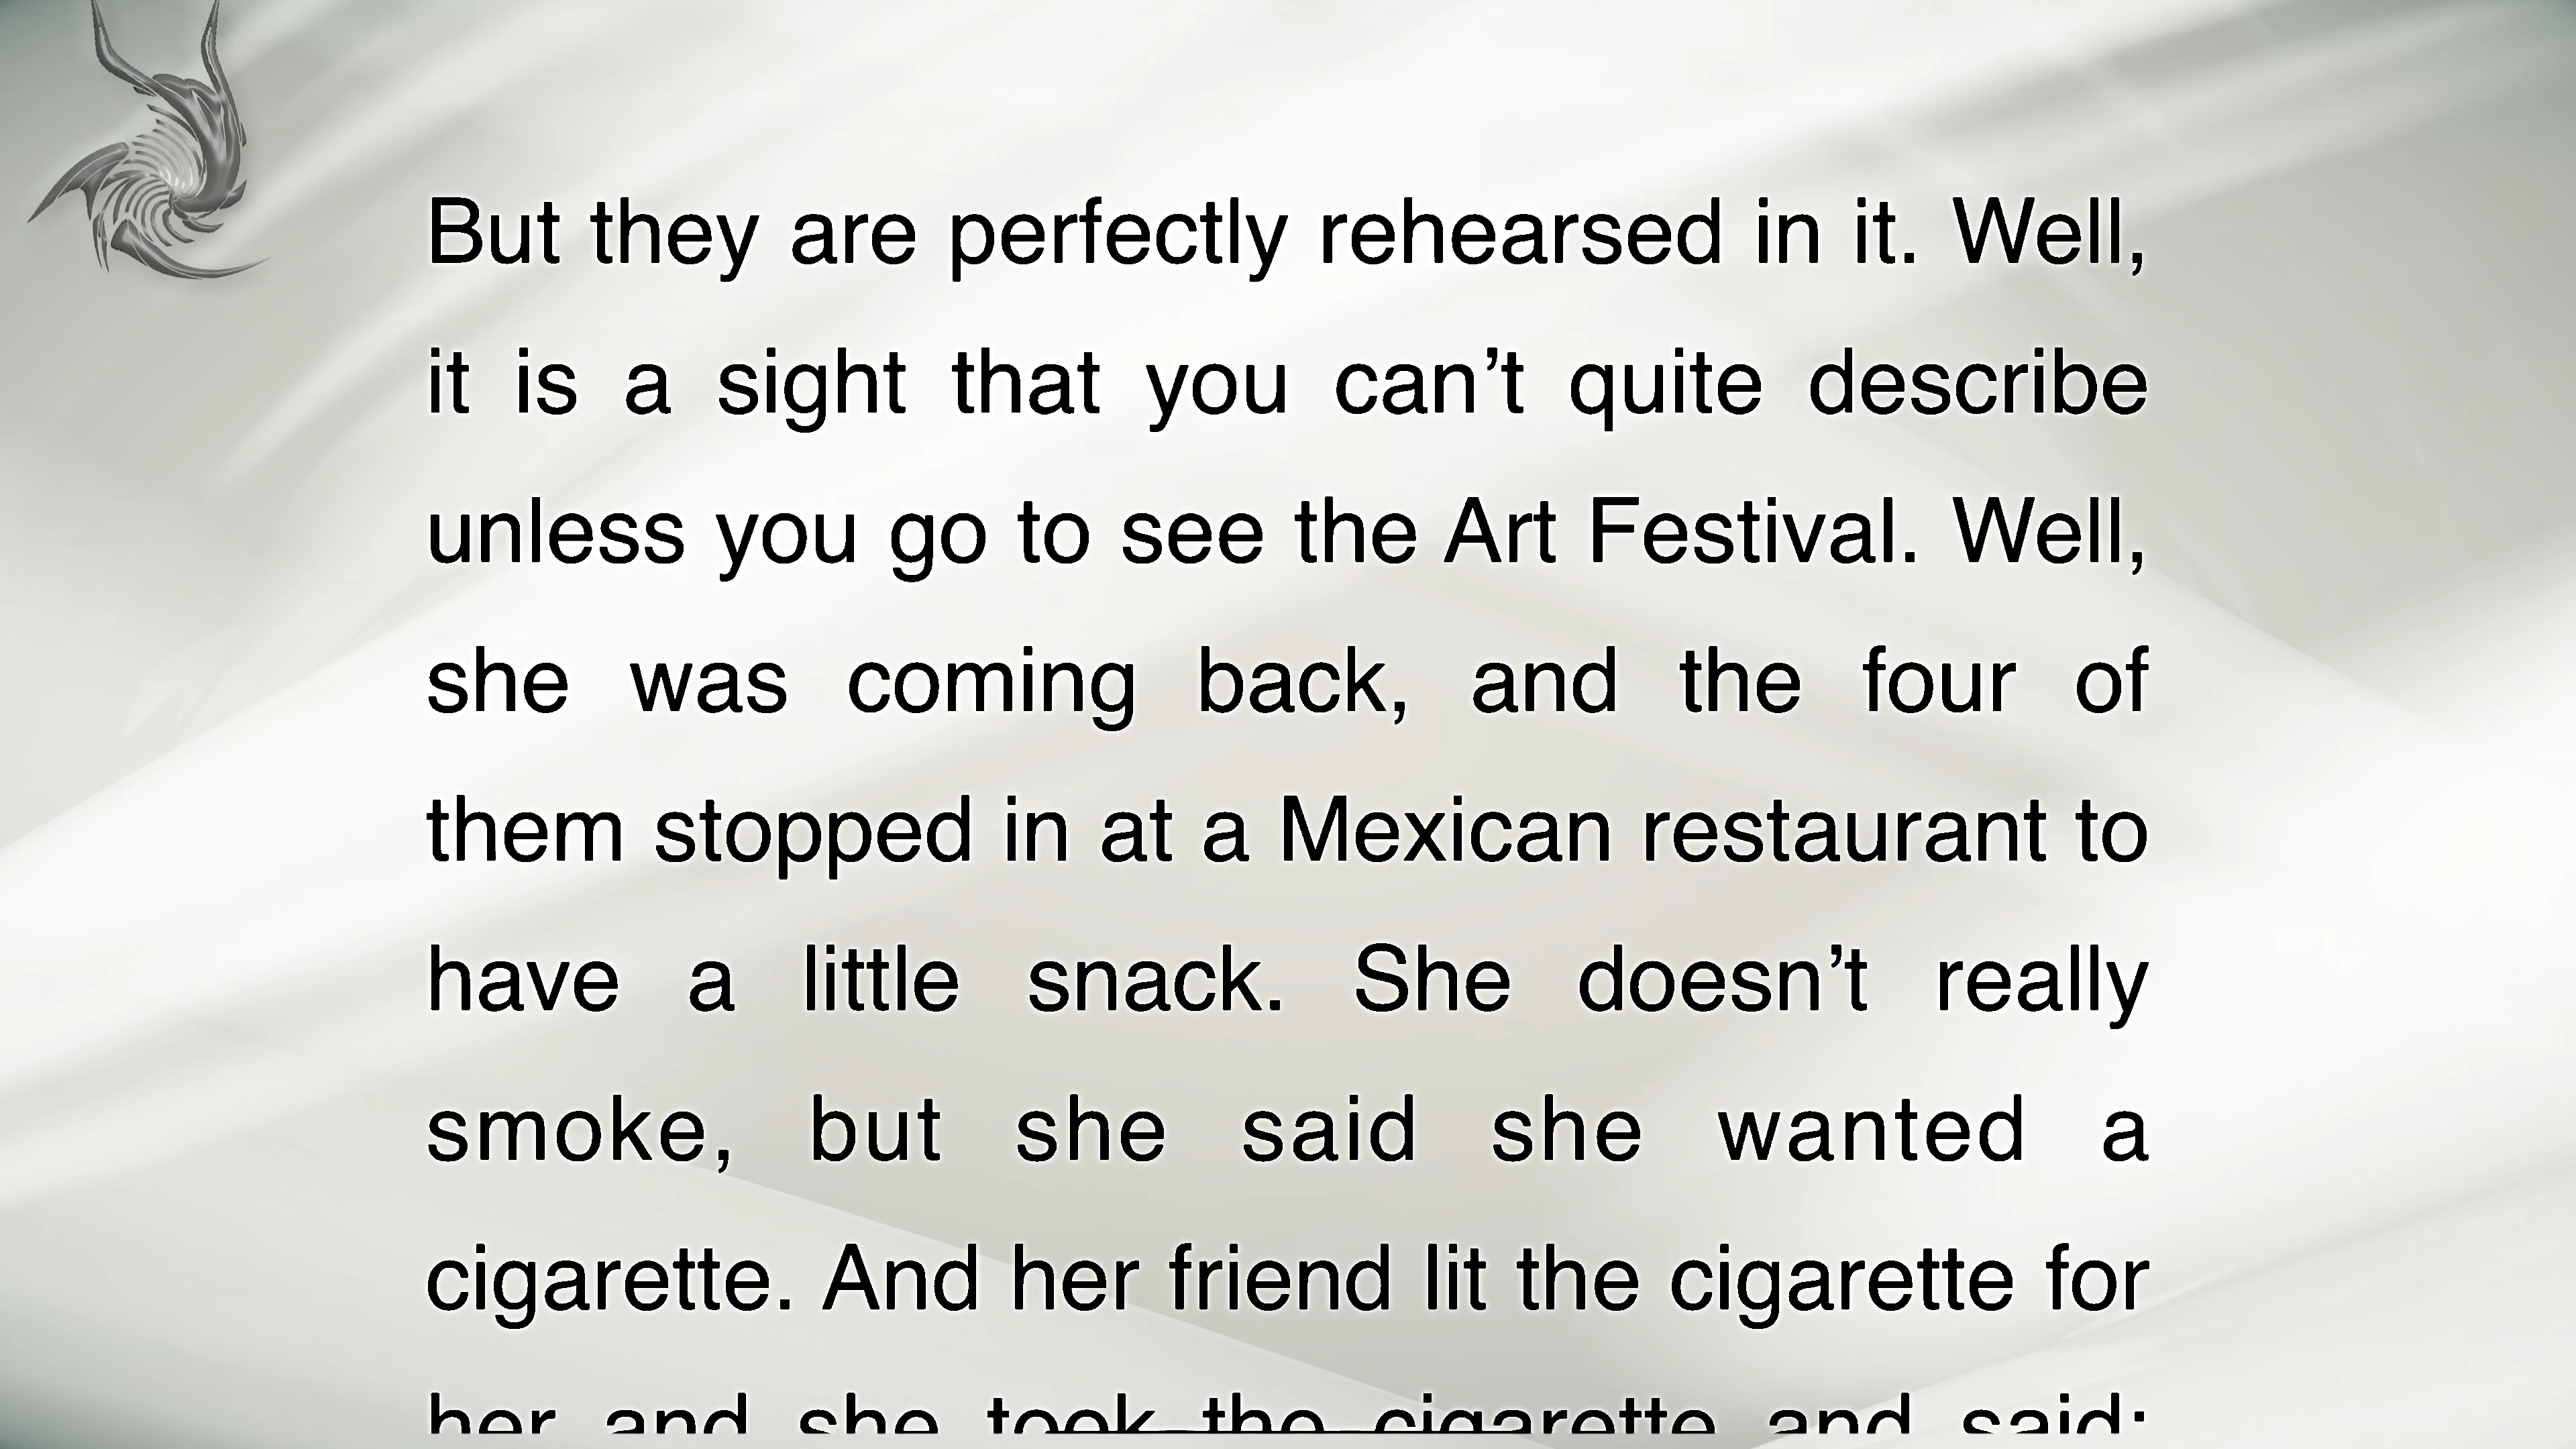 But they are perfectly rehearsed in it. Well,
it is a sight that you can’t quite describe
unless you go to see the Art Festival. Well,
she was coming back, and the four of
them stopped in at a Mexican restaurant to
have a little snack. She doesn’t really
smoke, but she said she wanted a
cigarette. And her friend lit the cigarette for
her and she took the cigarette and said: